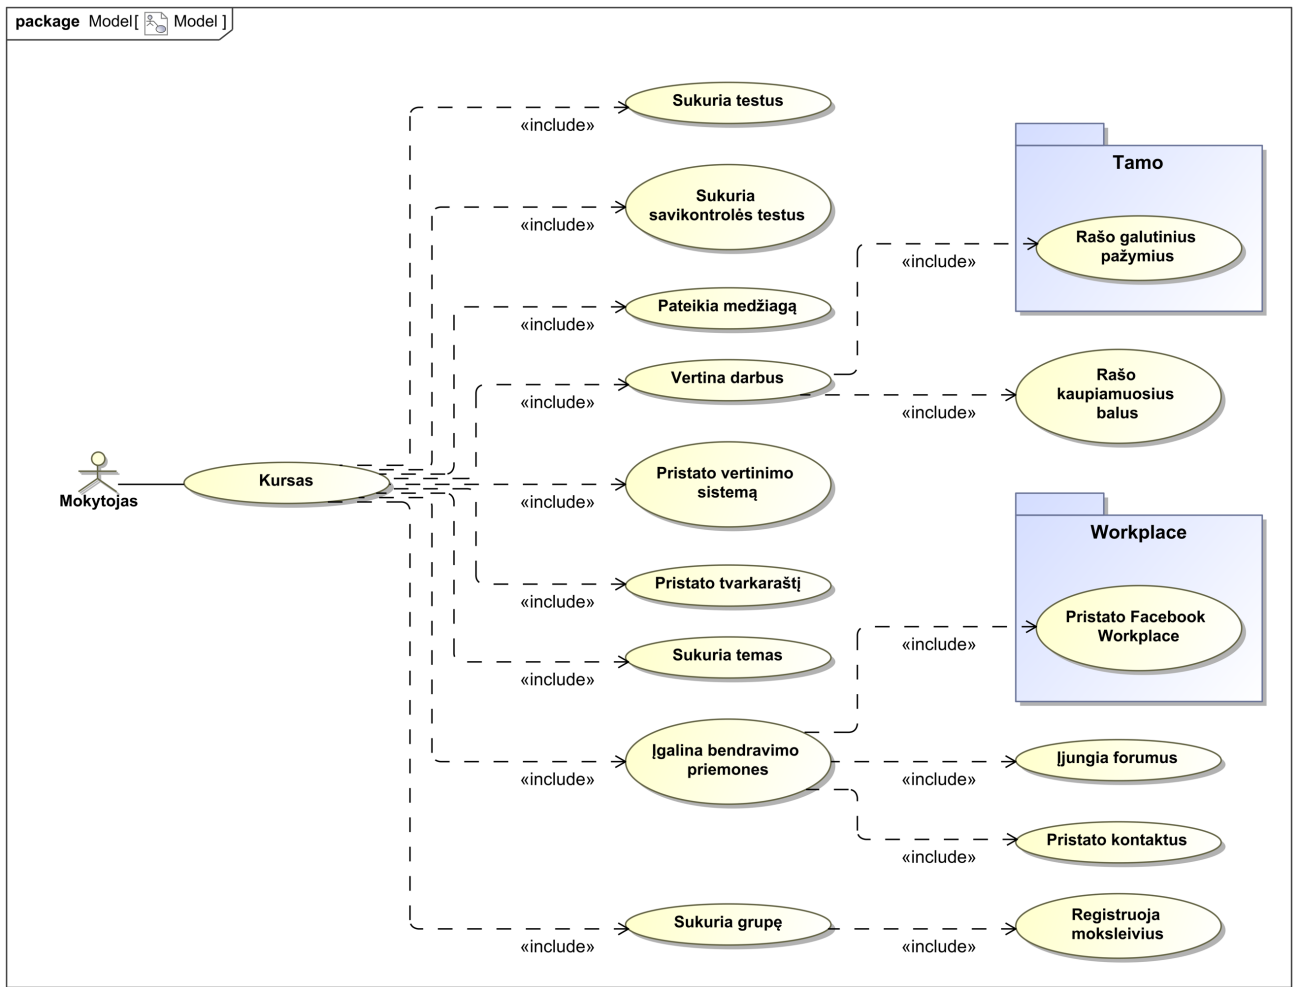 package Model[ Model ]
Sukuria testus
«include»
Tamo
Sukuria
savikontrolės testus
«include»
Rašo galutinius
pažymius
«include»
Pateikia medžiagą
«include»
Vertina darbus
«include»
Rašo
kaupiamuosius
balus
«include»
Mokytojas
Kursas
Pristato vertinimo
sistemą
«include»
Workplace
Pristato tvarkaraštį
«include»
Pristato Facebook
Workplace
«include»
Sukuria temas
«include»
Įgalina bendravimo
priemones
«include»
Įjungia forumus
«include»
Pristato kontaktus
«include»
Sukuria grupę
«include»
Registruoja
moksleivius
«include»